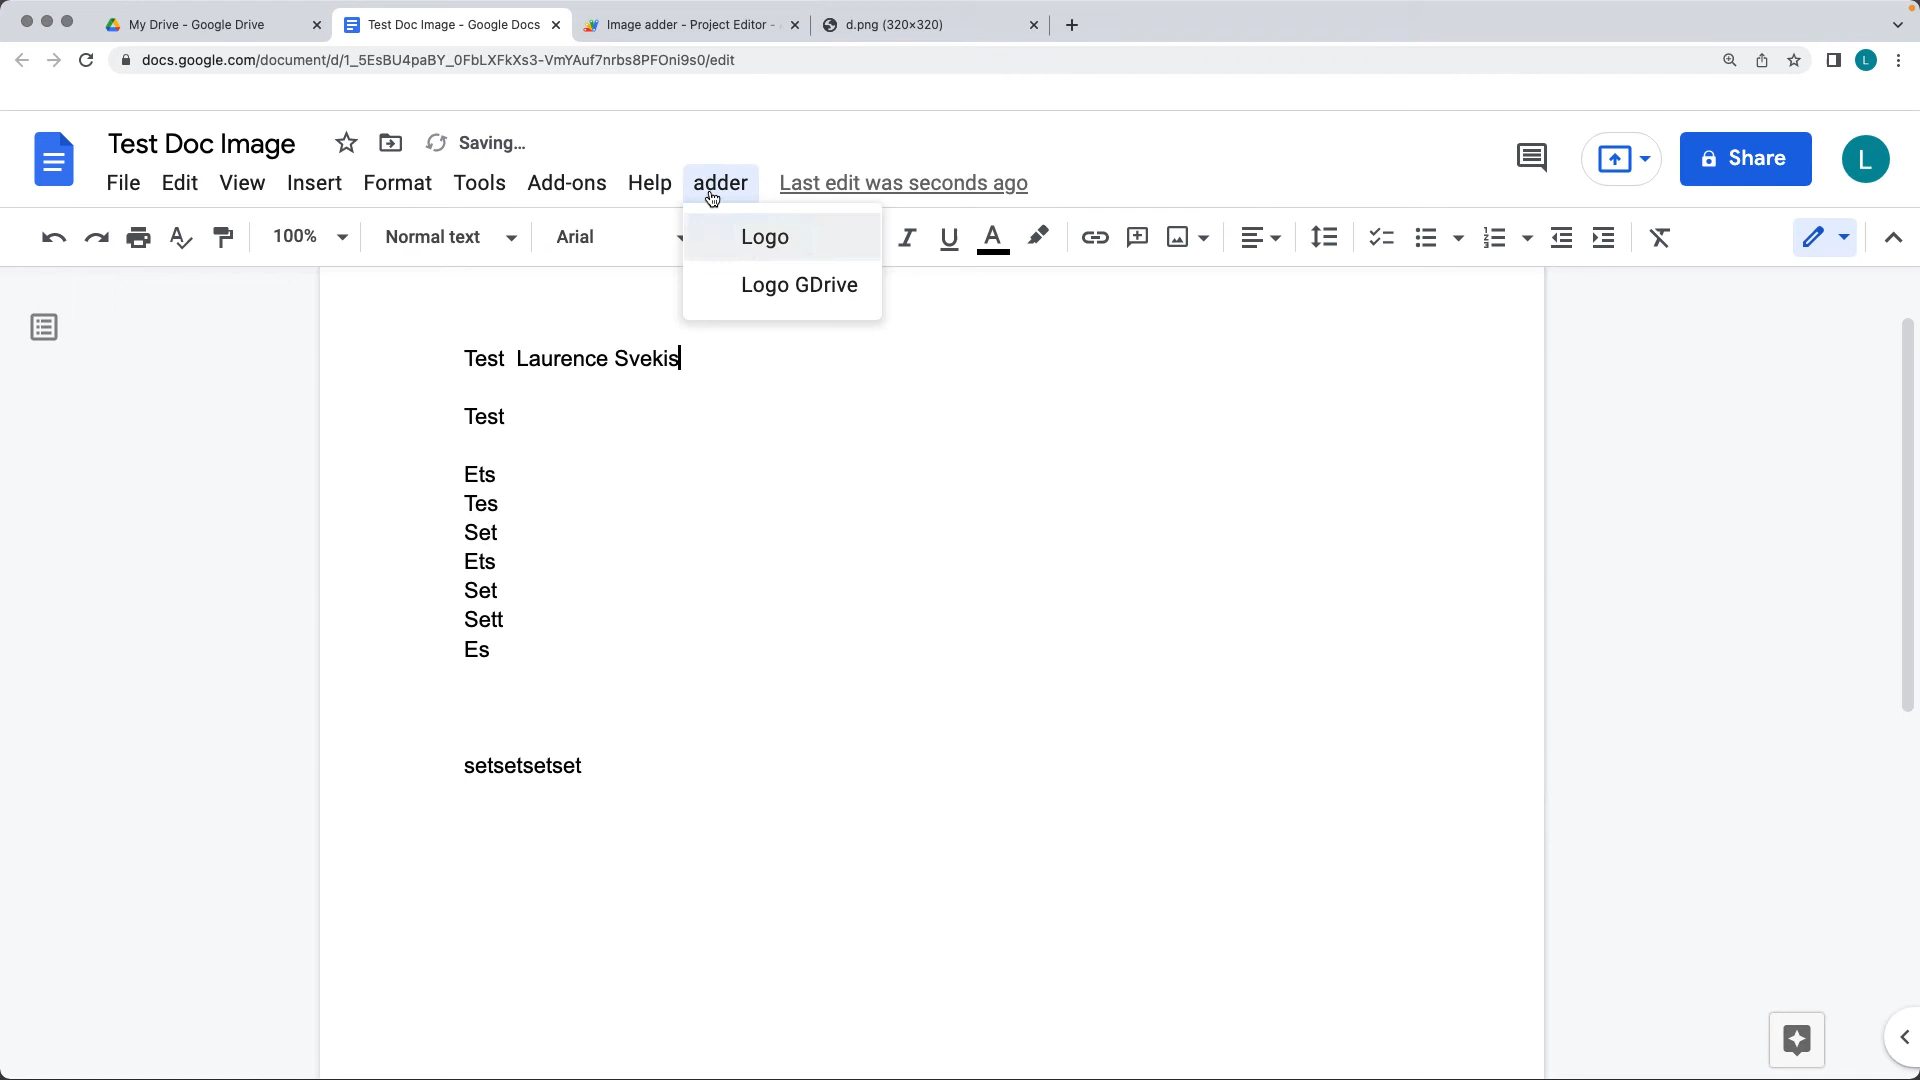 My Drive - Google Drive
Test Doc Image - Google Docs
Image adder - Project Editor -
d.png (320×320)
docs.google.com/document/d/1_5EsBU4paBY_0FbLXFkXs3-VmYAuf7nrbs8PFOni9s0/edit
L
Test Doc Image
Saving...
Share
L
File Edit View Insert Format Tools Add-ons Help adder Last edit was seconds ago
100% Normal text Arial
Logo
Logo GDrive
Test  Laurence Svekis
Test
Ets
Tes
Set
Ets
Set
Sett
Es
setsetsetset